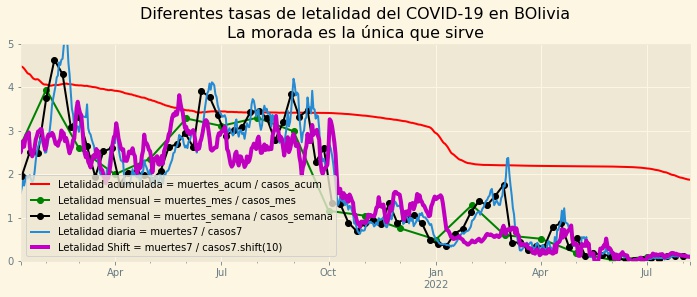 Diferentes tasas de letalidad del COVID-19 en BOlivia
La morada es la única que sirve
5
4
3
2
1
0
Letalidad acumulada = muertes_acum / casos_acum
Letalidad mensual = muertes_mes / casos_mes
Letalidad semanal = muertes_semana / casos_semana
Letalidad diaria = muertes7 / casos7
Letalidad Shift = muertes7 / casos7.shift(10)
Apr Jul Oct Jan Apr Jul
2022